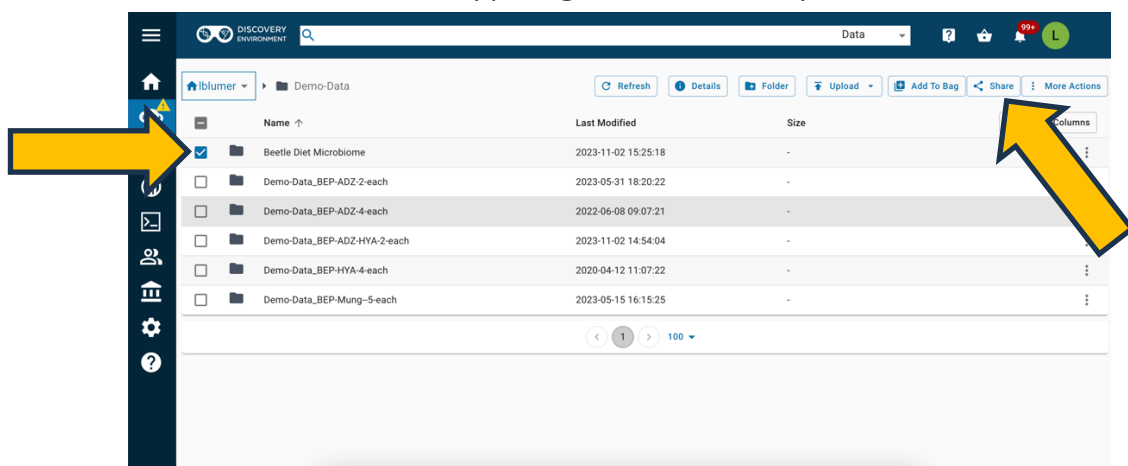 DISCOVERY
ENVIRONMENT
Data
99+
L
lblumer
Demo-Data
Refresh
Details
Folder
Upload
Add To Bag
Share
More Actions
Name
Last Modified
Size
Columns
Beetle Diet Microbiome 2023-11-02 15:25:18 -
Demo-Data_BEP-ADZ-2-each 2023-05-31 18:20:22 -
Demo-Data_BEP-ADZ-4-each 2022-06-08 09:07:21 -
Demo-Data_BEP-ADZ-HYA-2-each 2023-11-02 14:54:04 -
Demo-Data_BEP-HYA-4-each 2020-04-12 11:07:22 -
Demo-Data_BEP-Mung--5-each 2023-05-15 16:15:25 -
1
100